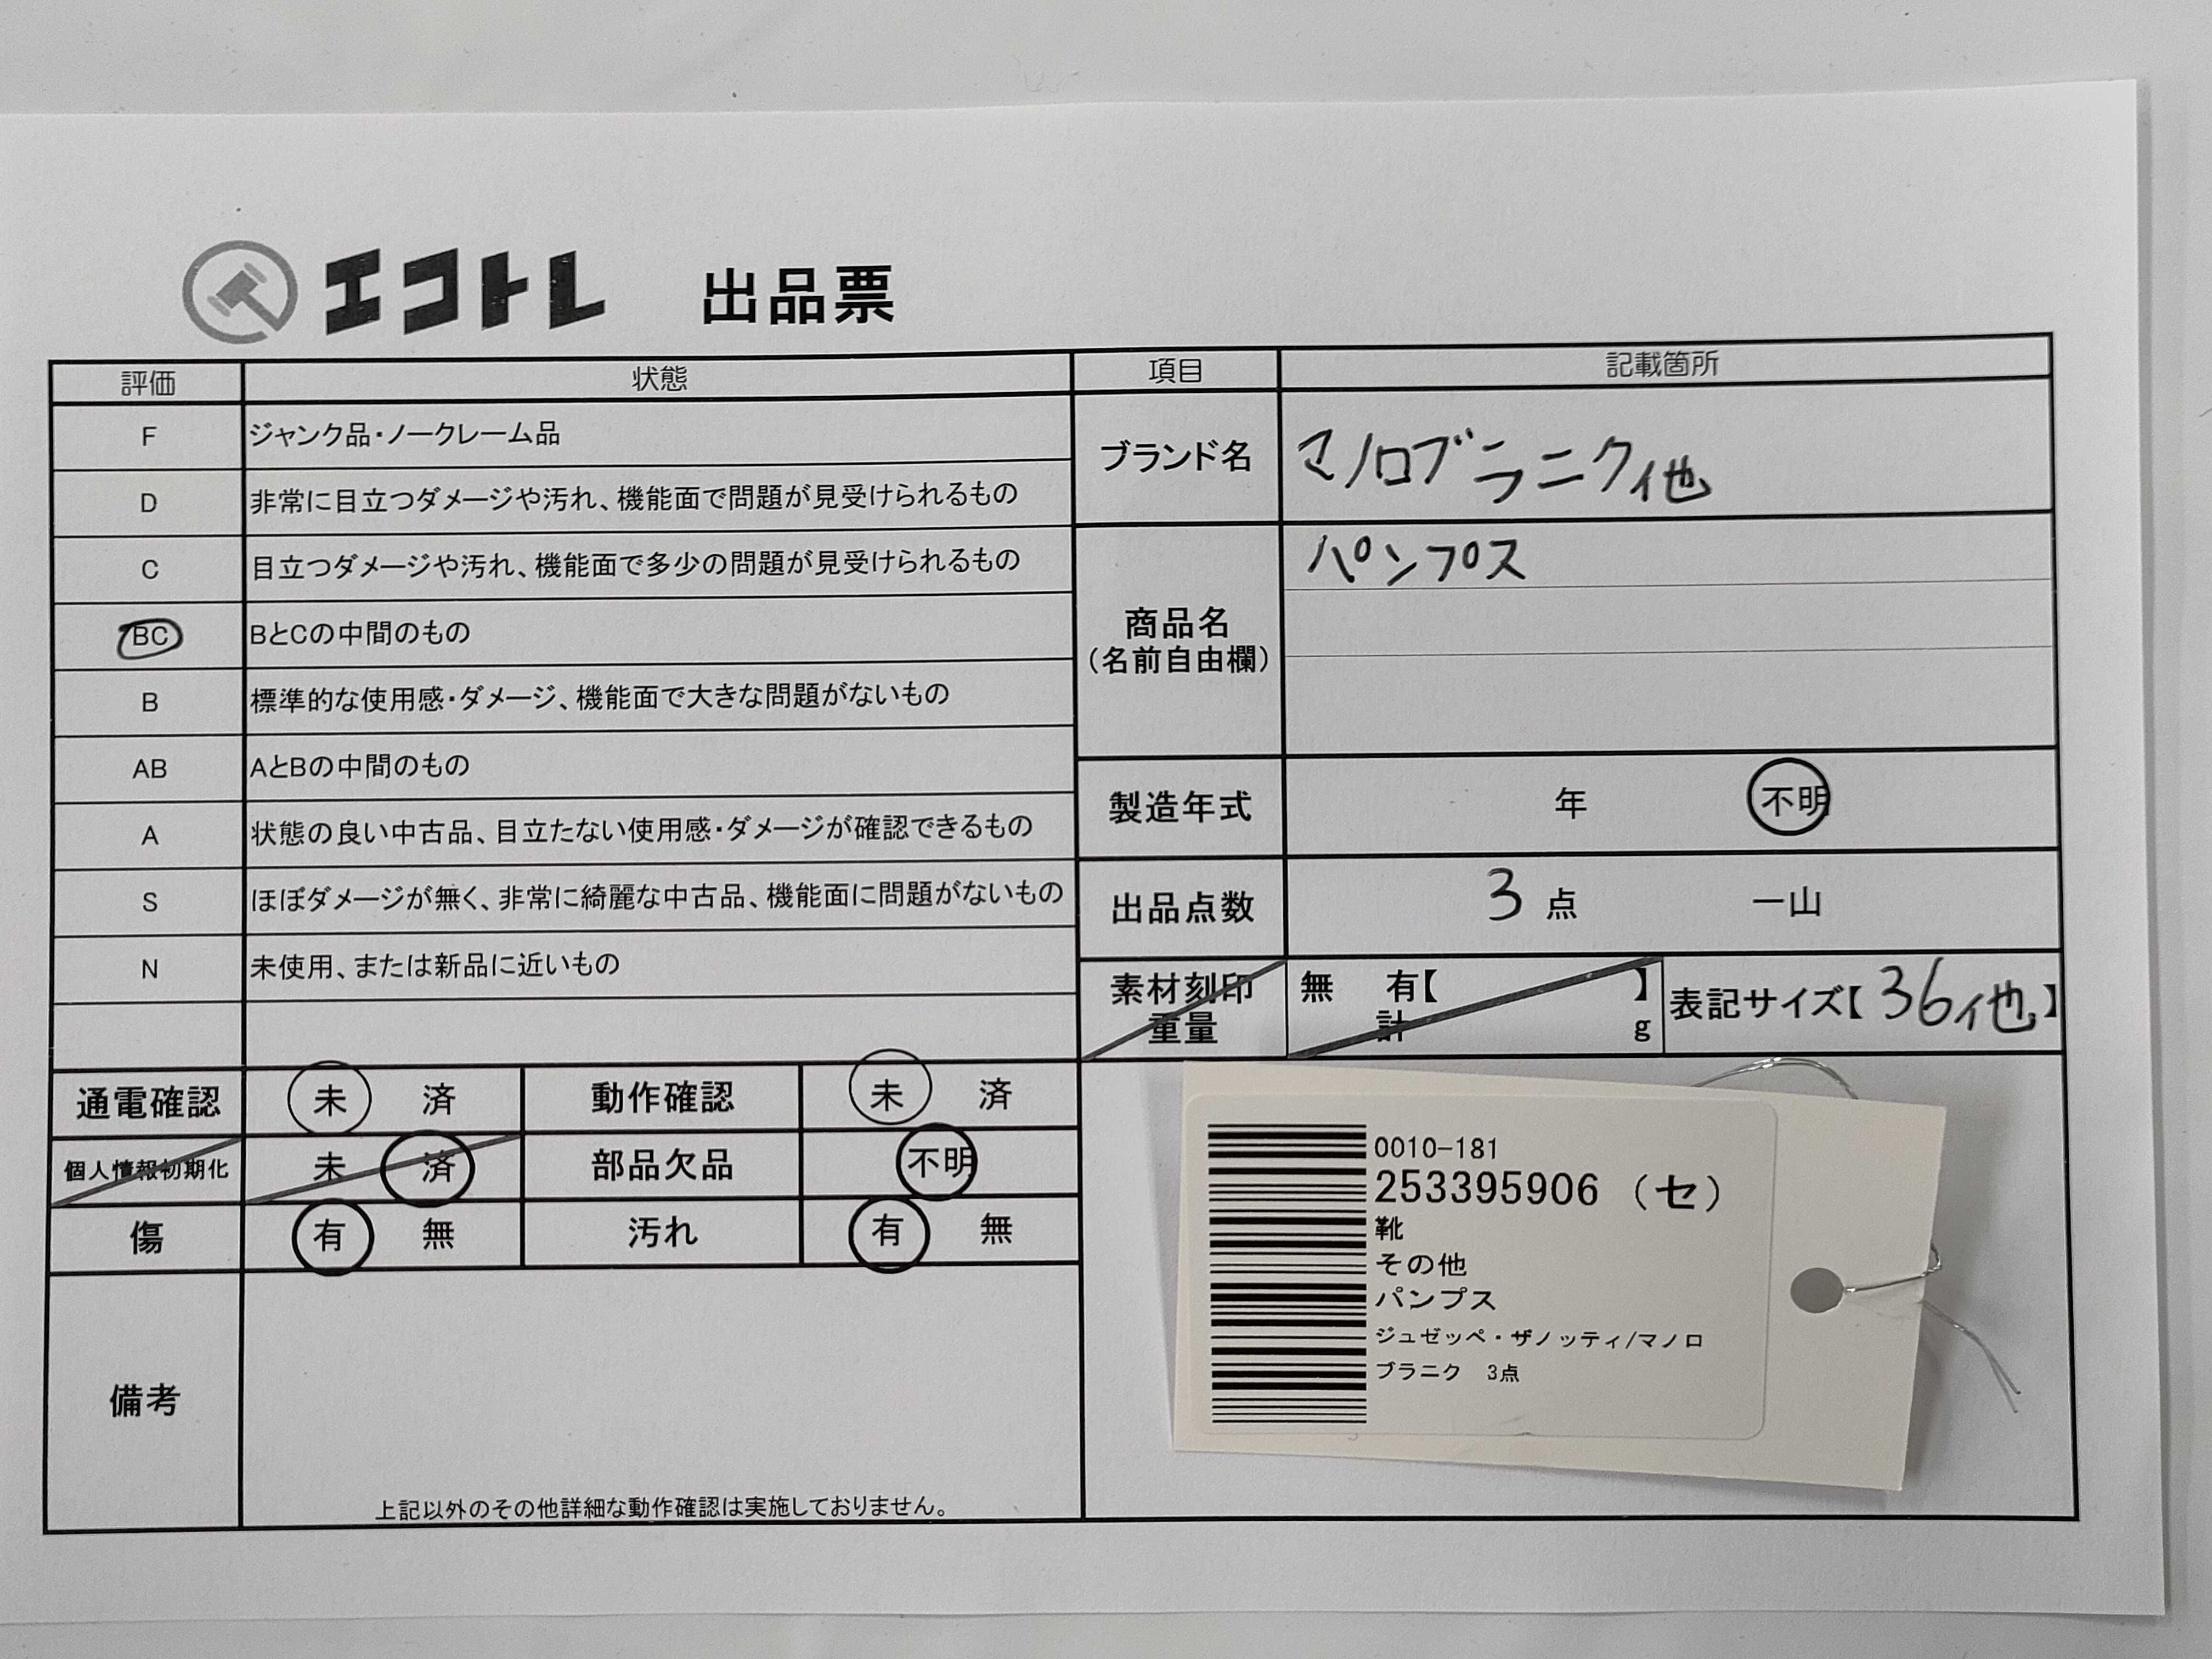 エコトレ 出品票
評価 状態
F ジャンク品・ノークレーム品
D 非常に目立つダメージや汚れ、機能面で問題が見受けられるもの
C 目立つダメージや汚れ、機能面で多少の問題が見受けられるもの
BC BとCの中間のもの
B 標準的な使用感・ダメージ、機能面で大きな問題がないもの
AB AとBの中間のもの
A 状態の良い中古品、目立たない使用感・ダメージが確認できるもの
S ほぼダメージが無く、非常に綺麗な中古品、機能面に問題がないもの
N 未使用、または新品に近いもの
通電確認 未 済 動作確認 未 済
個人情報初期化 未 済 部品欠品 不明
傷 有 無 汚れ 有 無
備考
上記以外のその他詳細な動作確認は実施しておりません。
項目 記載箇所
ブランド名 マノロブラニク他
商品名 パンプス
(名前自由欄)
製造年式 年 不明
出品点数 3 点 一山
素材刻印 無 有【 】
重量 計 g
表記サイズ【 36他 】
0010-181
253395906 (セ)
靴
その他
パンプス
ジュゼッペ・ザノッティ/マノロ
ブラニク 3点